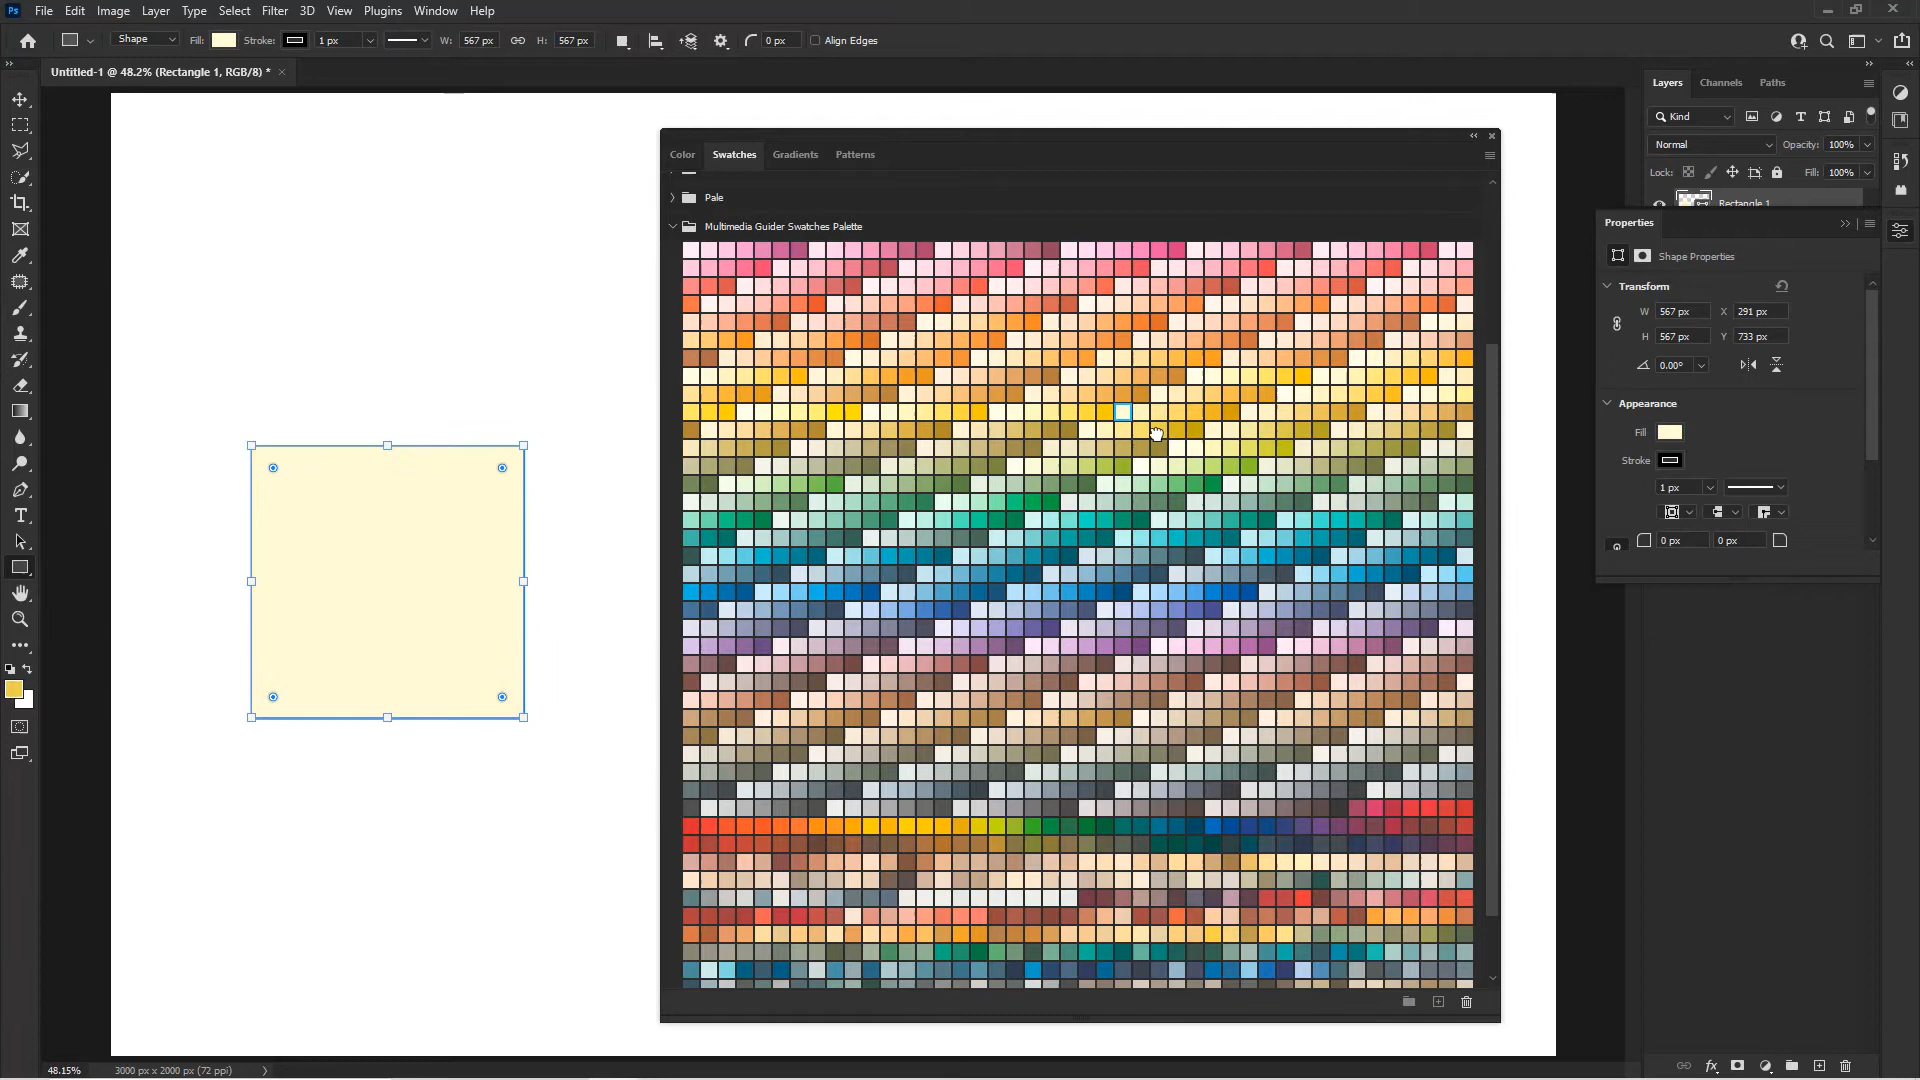 Ps File Edit Image Layer Type Select Filter 3D View Plugins Window Help
Shape Fill: Stroke: 1 px W: 567 px H: 567 px 0 px Align Edges
Untitled-1 @ 48.2% (Rectangle 1, RGB/8) *
Color Swatches Gradients Patterns
Pale
Multimedia Guider Swatches Palette
Layers Channels Paths
Kind
Normal Opacity: 100%
Lock: Fill: 100%
Rectangle 1
Properties
Shape Properties
Transform
W 567 px X 291 px
H 567 px Y 733 px
0.00°
Appearance
Fill
Stroke
1 px
0 px 0 px
48.15% 3000 px x 2000 px (72 ppi)